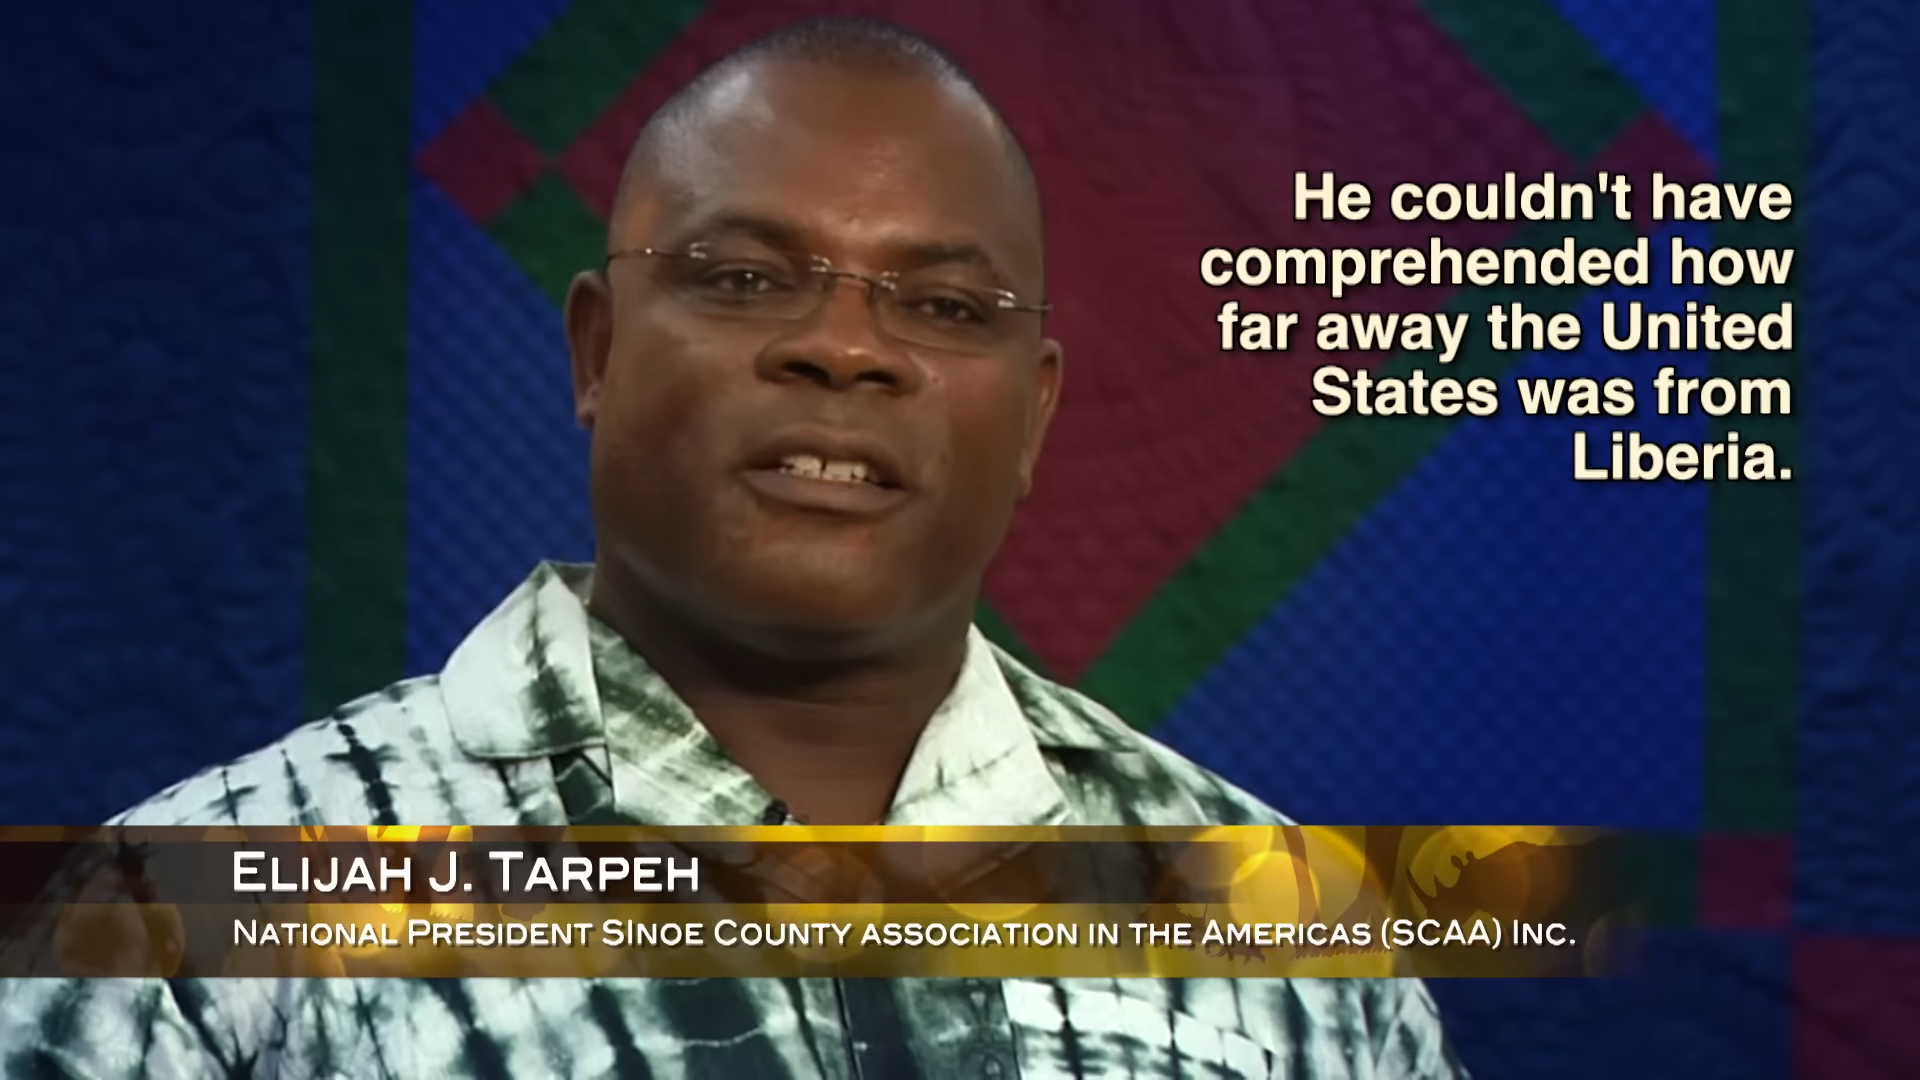 He couldn't have
comprehended how
far away the United
States was from
Liberia.
ELIJAH J. TARPEH
NATIONAL PRESIDENT SINOE COUNTY ASSOCIATION IN THE AMERICAS (SCAA) INC.